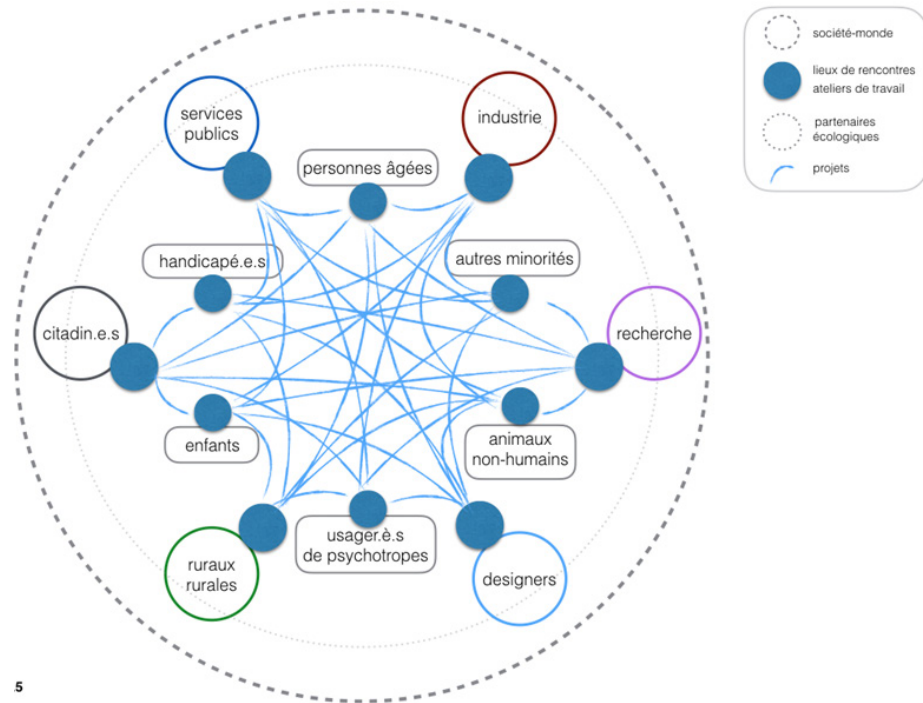 services
publics
industrie
personnes âgées
handicapé.e.s
autres minorités
citadin.e.s
recherche
enfants
animaux
non-humains
usager.è.s
de psychotropes
ruraux
rurales
designers
.5
société-monde
lieux de rencontres
ateliers de travail
partenaires
écologiques
projets